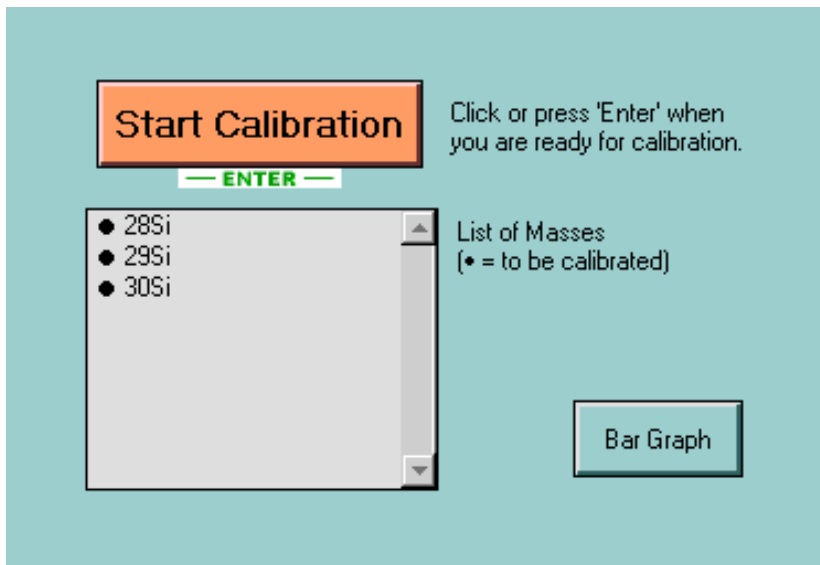 Start Calibration
Click or press 'Enter' when
you are ready for calibration.
— ENTER —
● 28Si
● 29Si
● 30Si
List of Masses
(• = to be calibrated)
Bar Graph